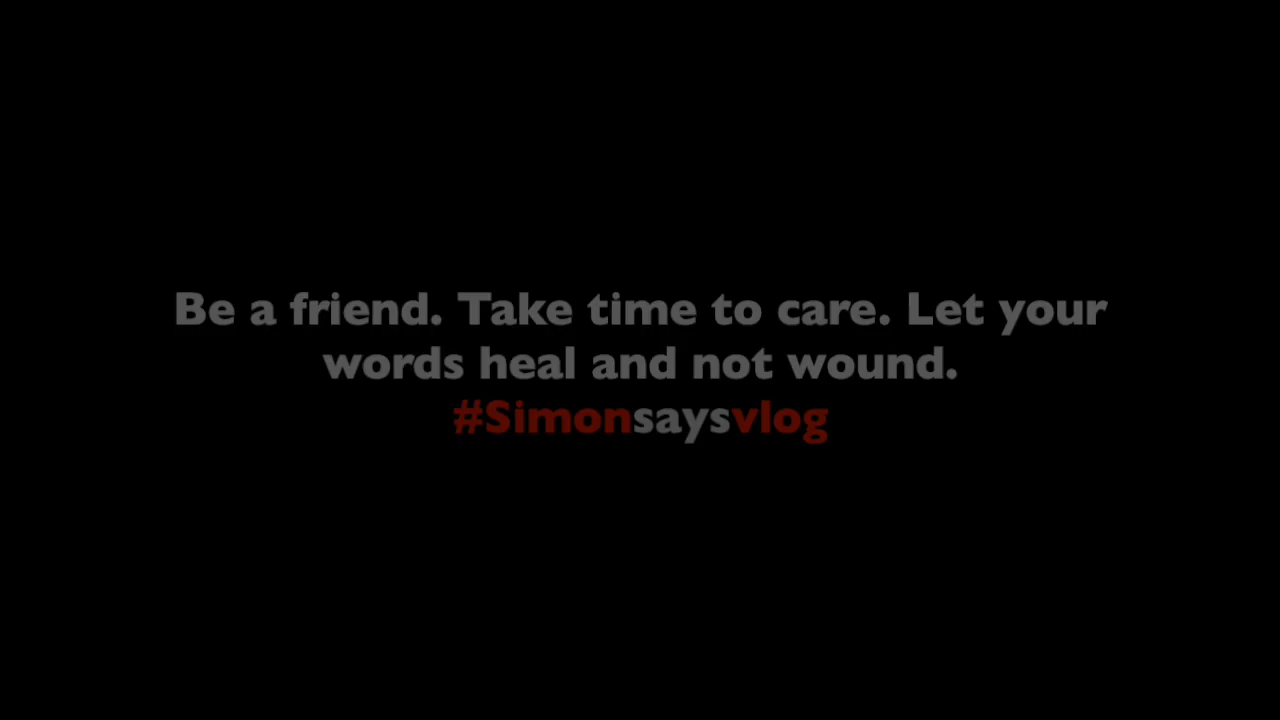 Be a friend. Take time to care. Let your
words heal and not wound.
#Simonsaysvlog